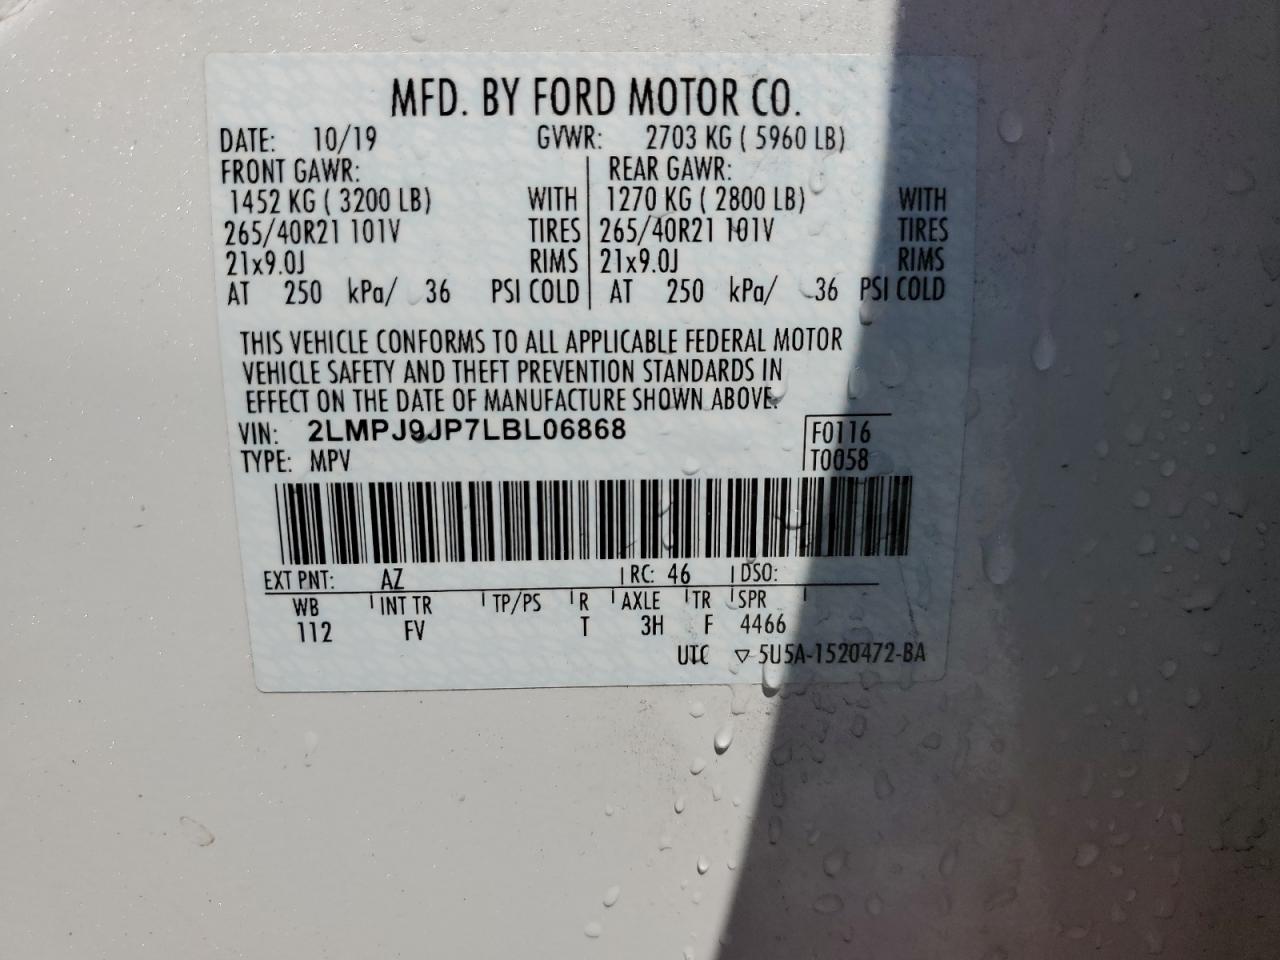 MFD. BY FORD MOTOR CO.
DATE: 10/19 GVWR: 2703 KG ( 5960 LB)
FRONT GAWR: REAR GAWR:
1452 KG ( 3200 LB) WITH 1270 KG ( 2800 LB) WITH
265/40R21 101V TIRES 265/40R21 101V TIRES
21x9.0J RIMS 21x9.0J RIMS
AT 250 kPa/ 36 PSI COLD AT 250 kPa/ 36 PSI COLD
THIS VEHICLE CONFORMS TO ALL APPLICABLE FEDERAL MOTOR
VEHICLE SAFETY AND THEFT PREVENTION STANDARDS IN
EFFECT ON THE DATE OF MANUFACTURE SHOWN ABOVE.
VIN: 2LMPJ9JP7LBL06868 F0116
TYPE: MPV T0058
EXT PNT: AZ RC: 46 DSO:
WB INT TR TP/PS R AXLE TR SPR
112 FV T 3H F 4466
UTC ▽ 5U5A-1520472-BA